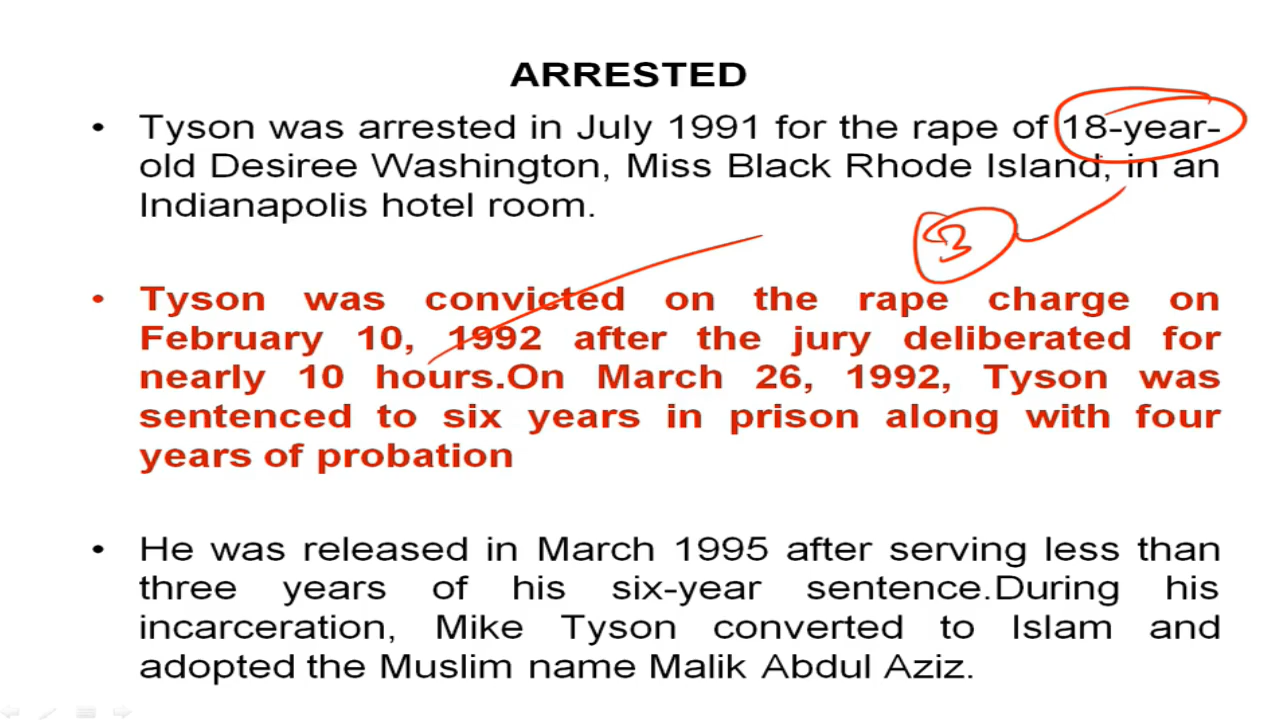 ARRESTED
• Tyson was arrested in July 1991 for the rape of 18-year-
old Desiree Washington, Miss Black Rhode Island, in an
Indianapolis hotel room.
3
• Tyson was convicted on the rape charge on
February 10, 1992 after the jury deliberated for
nearly 10 hours.On March 26, 1992, Tyson was
sentenced to six years in prison along with four
years of probation
• He was released in March 1995 after serving less than
three years of his six-year sentence.During his
incarceration, Mike Tyson converted to Islam and
adopted the Muslim name Malik Abdul Aziz.